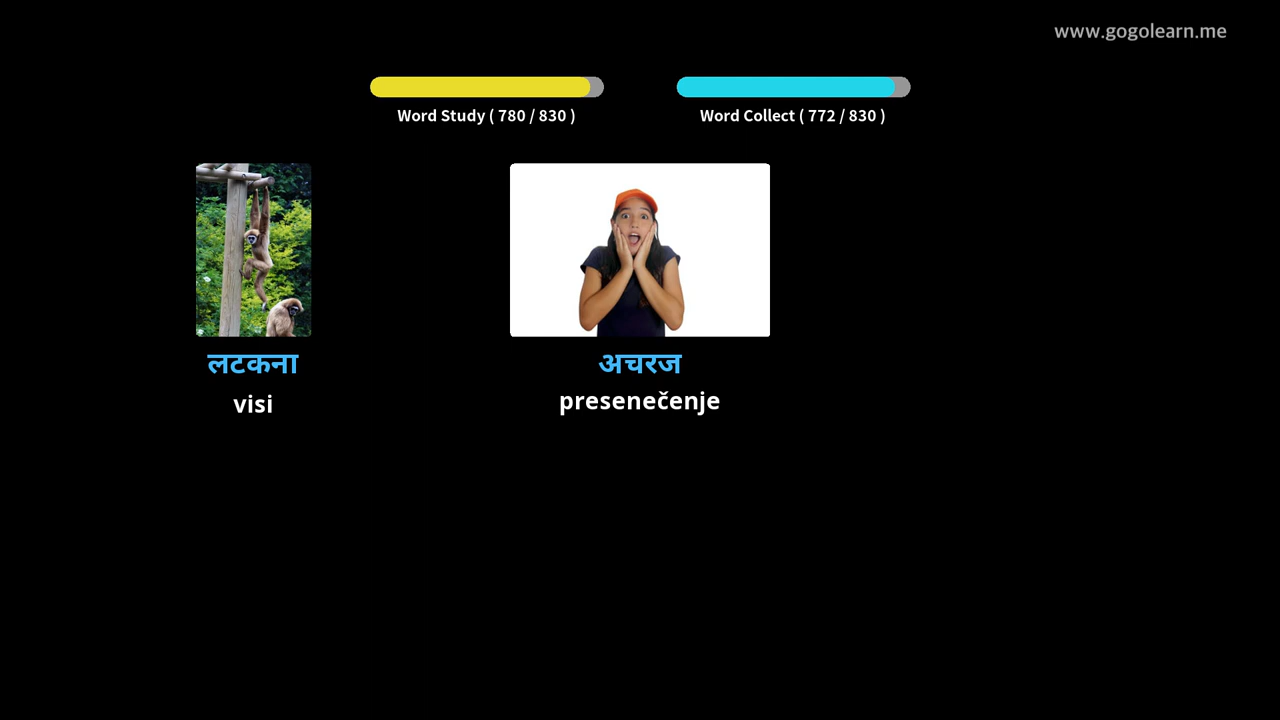 www.gogolearn.me
Word Study ( 780 / 830 )
Word Collect ( 772 / 830 )
लटकना
अचरज
visi
presenečenje